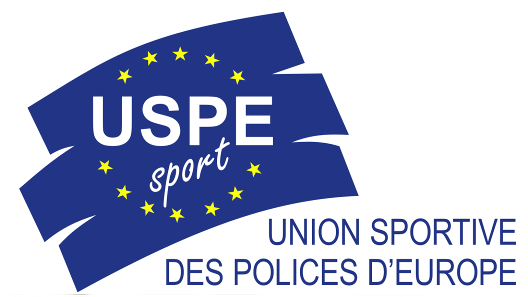 USPE
sport
UNION SPORTIVE
DES POLICES D'EUROPE